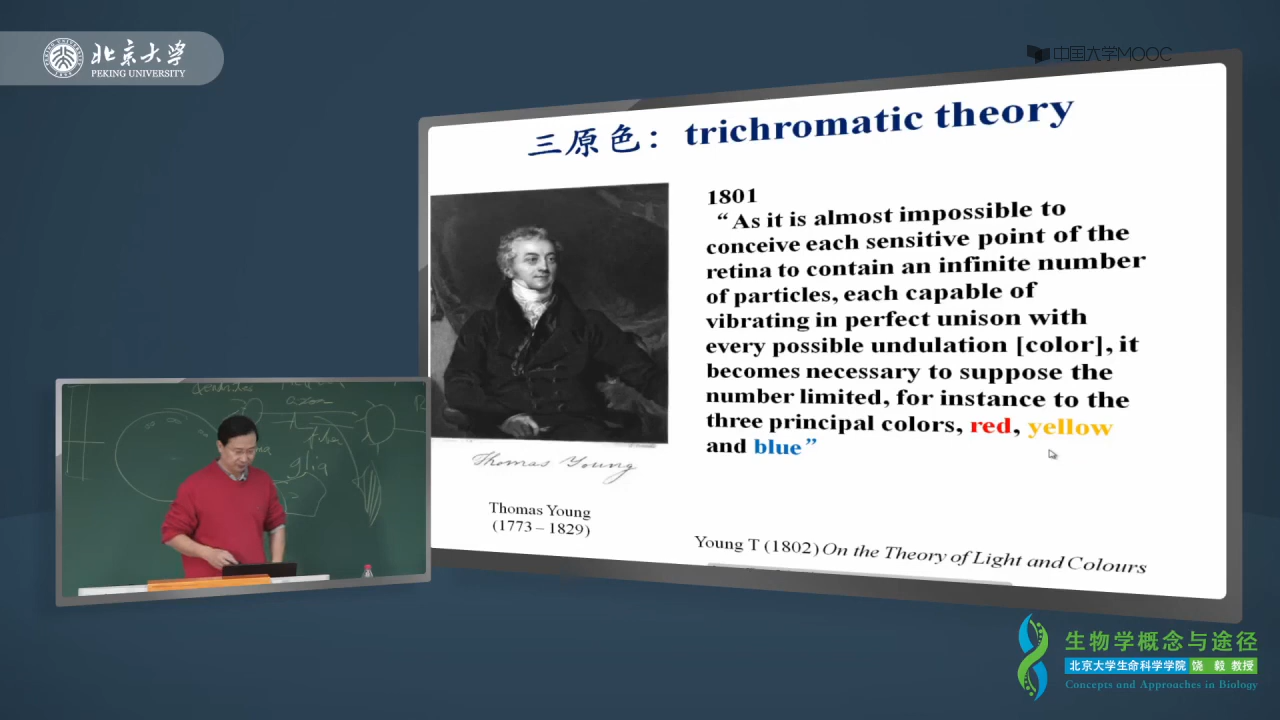 北京大学
PEKING UNIVERSITY
中国大学MOOC
三原色：trichromatic theory
1801
“As it is almost impossible to
conceive each sensitive point of the
retina to contain an infinite number
of particles, each capable of
vibrating in perfect unison with
every possible undulation [color], it
becomes necessary to suppose the
number limited, for instance to the
three principal colors, red, yellow
and blue”
Thomas Young
Thomas Young
(1773 – 1829)
Young T (1802) On the Theory of Light and Colours
axon
glia
生物学概念与途径
北京大学生命科学学院 饶 毅 教授
Concepts and Approaches in Biology